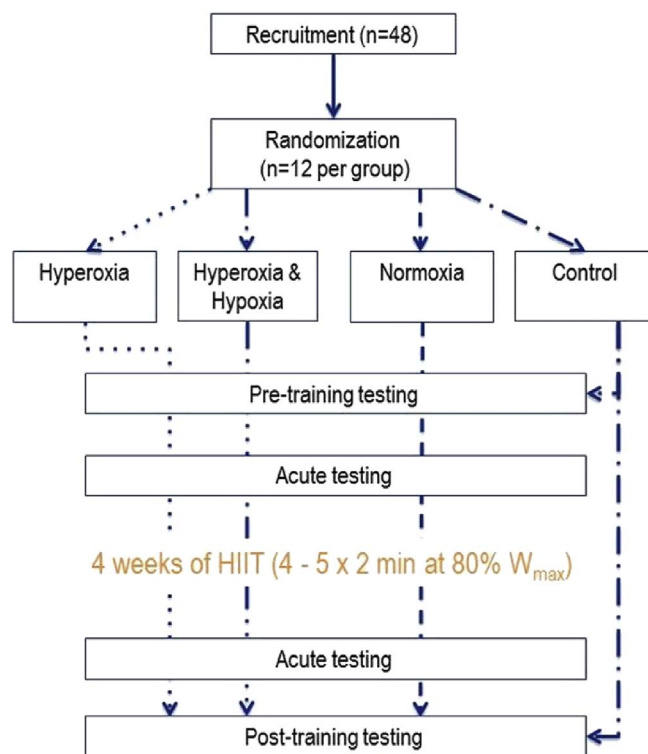 Recruitment (n=48)
Randomization
(n=12 per group)
Hyperoxia
Hyperoxia &
Hypoxia
Normoxia
Control
Pre-training testing
Acute testing
4 weeks of HIIT (4 - 5 x 2 min at 80% Wmax)
Acute testing
Post-training testing